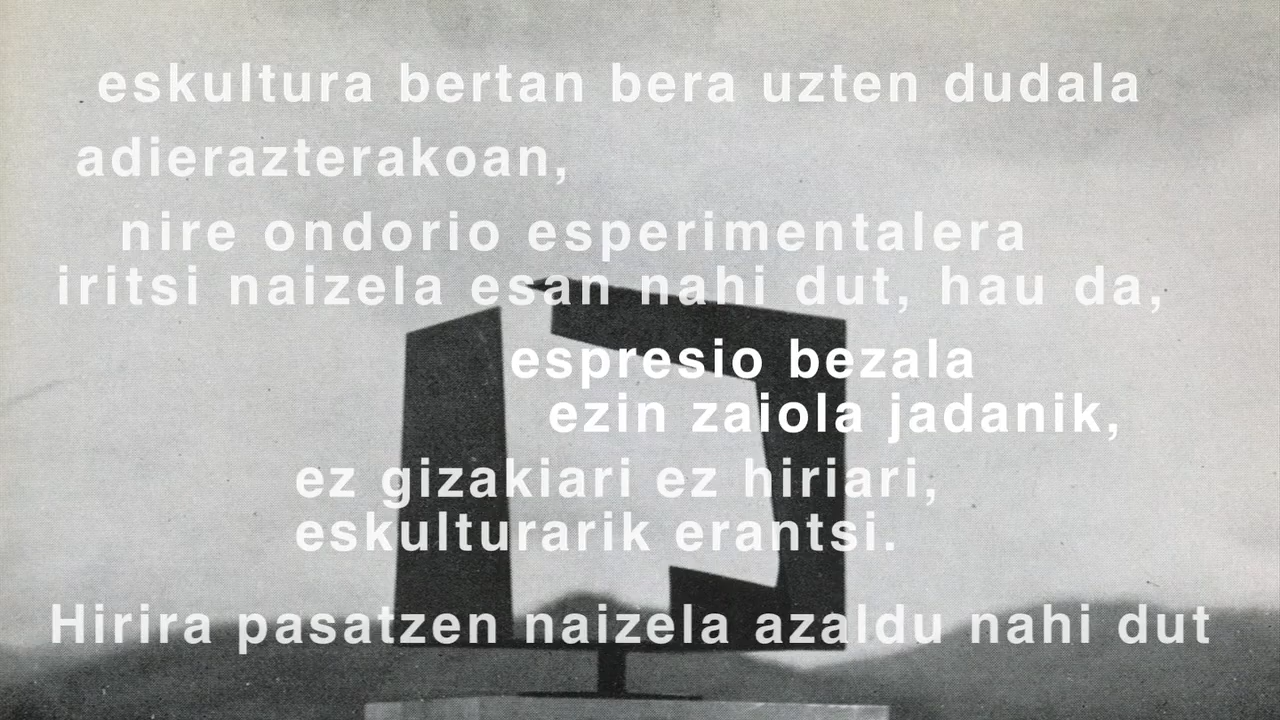 eskultura bertan bera uzten dudala
adierazterakoan,
nire ondorio esperimentalera
iritsi naizela esan nahi dut, hau da,
espresio bezala
ezin zaiola jadanik,
ez gizakiari ez hiriari,
eskulturarik erantsi.
Hirira pasatzen naizela azaldu nahi dut